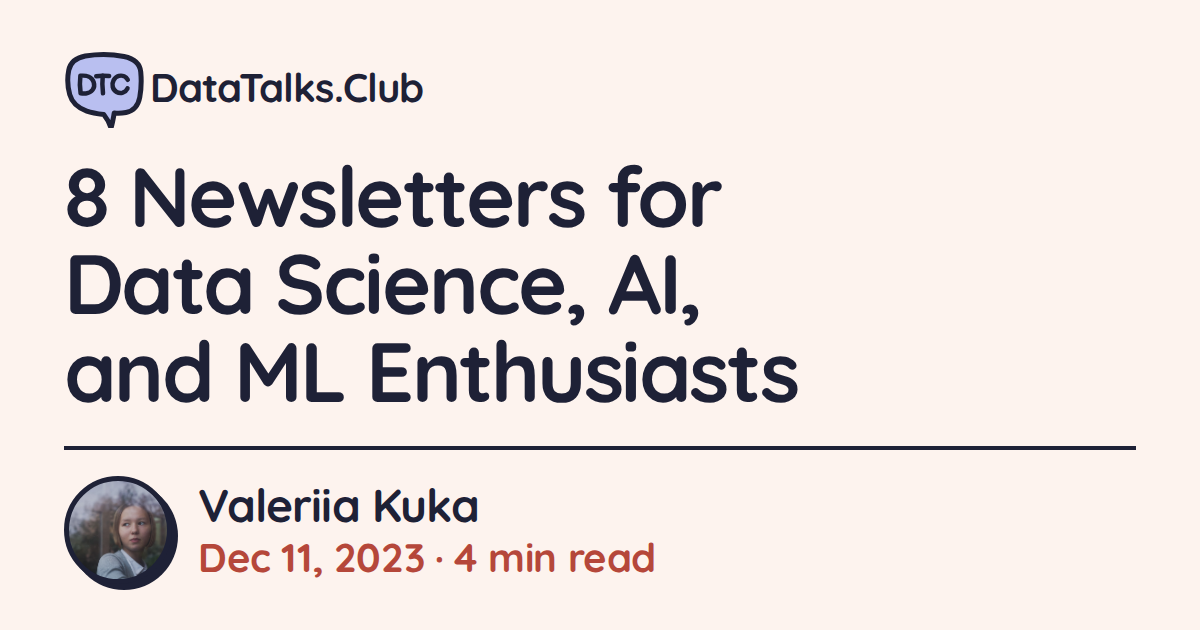 DTC DataTalks.Club
8 Newsletters for
Data Science, AI,
and ML Enthusiasts
Valeriia Kuka
Dec 11, 2023 · 4 min read